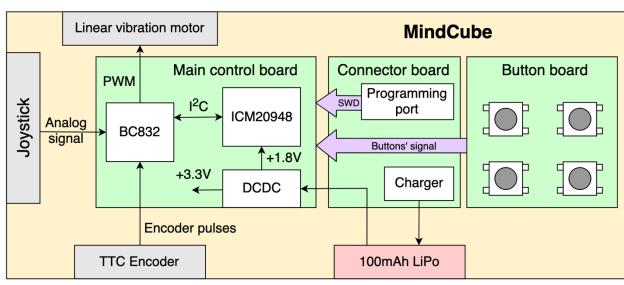 Linear vibration motor
MindCube
Joystick
Analog
signal
PWM
Main control board
BC832
I²C
ICM20948
+1.8V
+3.3V
DCDC
Connector board
SWD
Programming
port
Buttons' signal
Charger
Button board
Encoder pulses
TTC Encoder
100mAh LiPo